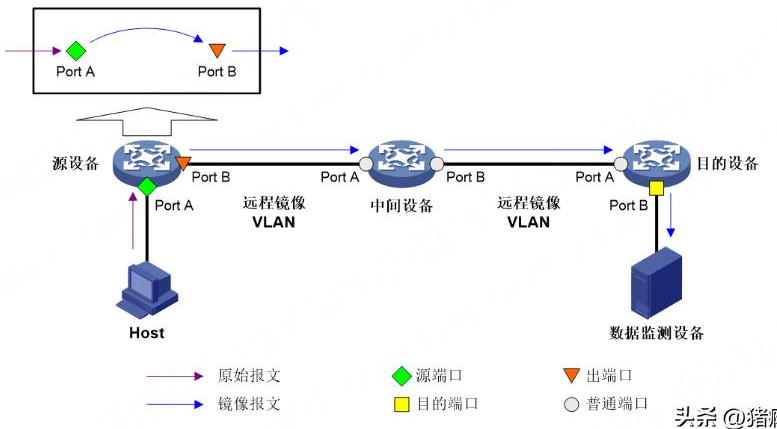 Port A
Port B
源设备
Port B
Port A
Port A
中间设备
Port B
Port A
目的设备
Port B
远程镜像
VLAN
远程镜像
VLAN
Host
数据监测设备
原始报文
源端口
出端口
镜像报文
目的端口
普通端口
头条 @猪